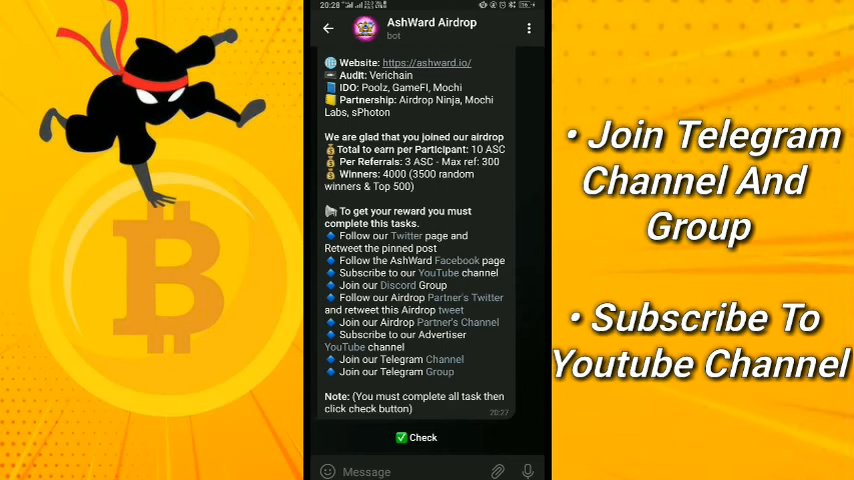 20:28
AshWard Airdrop
bot
🌐 Website: https://ashward.io/
Audit: Verichain
📘 IDO: Poolz, GameFI, Mochi
Partnership: Airdrop Ninja, Mochi
Labs, sPhoton
We are glad that you joined our airdrop
💰Total to earn per Participant: 10 ASC
💰 Per Referrals: 3 ASC - Max ref: 300
💰 Winners: 4000 (3500 random
winners & Top 500)
To get your reward you must
complete this tasks.
🔹 Follow our Twitter page and
Retweet the pinned post
🔹 Follow the AshWard Facebook page
🔹 Subscribe to our YouTube channel
🔹 Join our Discord Group
🔹 Follow our Airdrop Partner's Twitter
and retweet this Airdrop tweet
🔹 Join our Airdrop Partner's Channel
🔹 Subscribe to our Advertiser
YouTube channel
🔹 Join our Telegram Channel
🔹 Join our Telegram Group
Note: (You must complete all task then
click check button)
20:27
✅ Check
Message
• Join Telegram
Channel And
Group
• Subscribe To
Youtube Channel